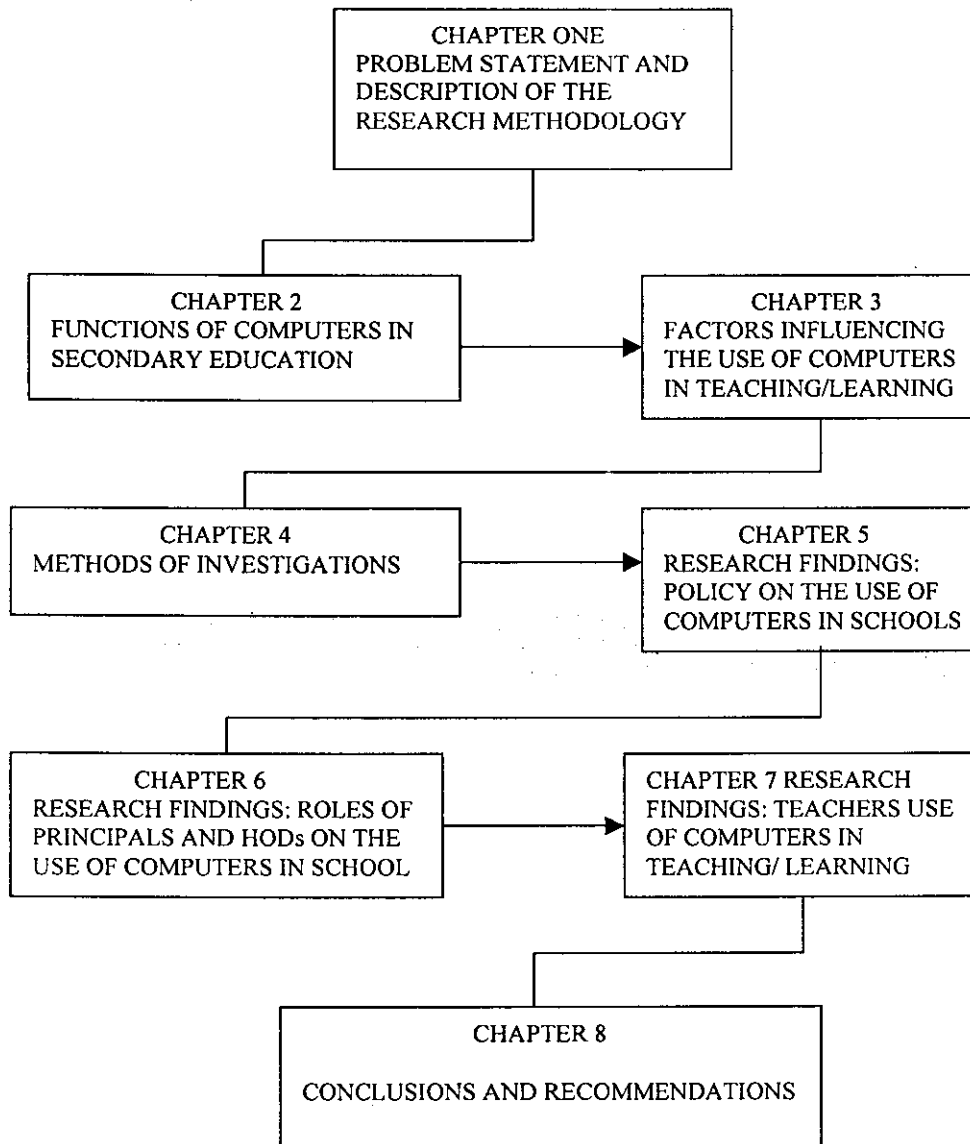 CHAPTER ONE
PROBLEM STATEMENT AND
DESCRIPTION OF THE
RESEARCH METHODOLOGY
CHAPTER 2
FUNCTIONS OF COMPUTERS IN
SECONDARY EDUCATION
CHAPTER 3
FACTORS INFLUENCING
THE USE OF COMPUTERS
IN TEACHING/LEARNING
CHAPTER 4
METHODS OF INVESTIGATIONS
CHAPTER 5
RESEARCH FINDINGS:
POLICY ON THE USE OF
COMPUTERS IN SCHOOLS
CHAPTER 6
RESEARCH FINDINGS: ROLES OF
PRINCIPALS AND HODs ON THE
USE OF COMPUTERS IN SCHOOL
CHAPTER 7 RESEARCH
FINDINGS: TEACHERS USE
OF COMPUTERS IN
TEACHING/ LEARNING
CHAPTER 8
CONCLUSIONS AND RECOMMENDATIONS